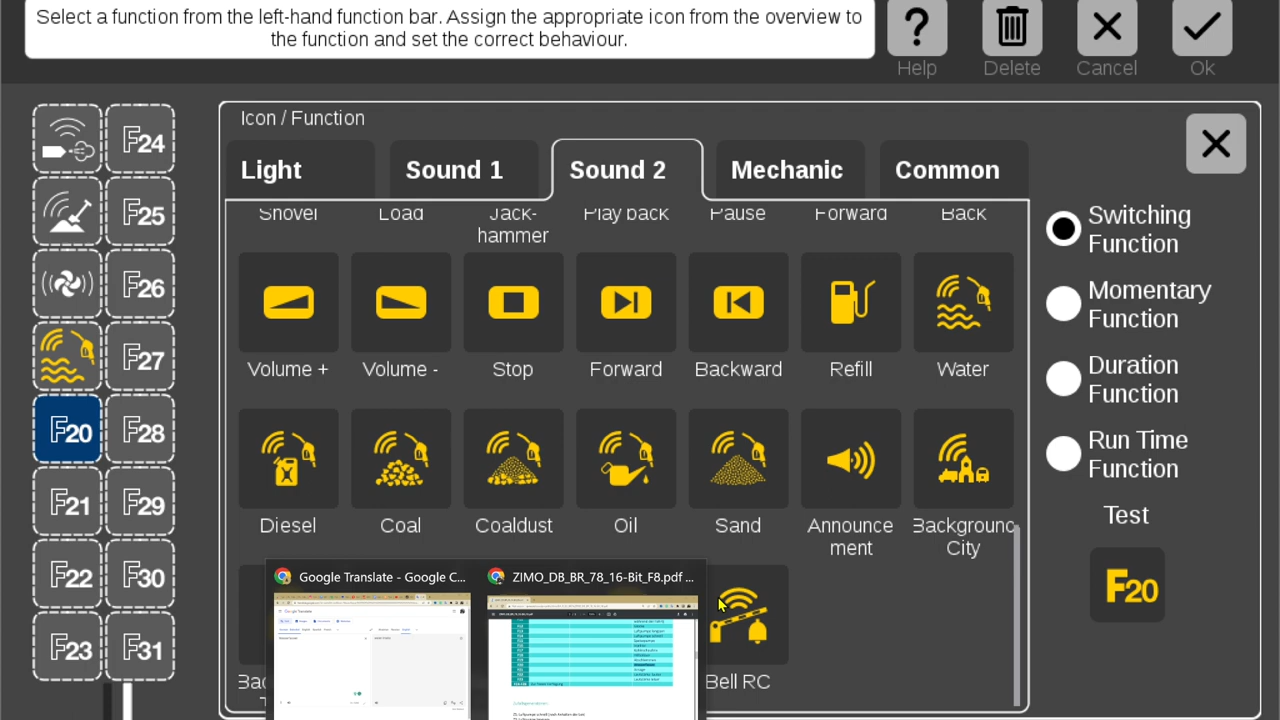 Select a function from the left-hand function bar. Assign the appropriate icon from the overview to
the function and set the correct behaviour.
Help
Delete
Cancel
Ok
Icon / Function
Light
Sound 1
Sound 2
Mechanic
Common
Shovel
Load
Jack-
hammer
Play back
Pause
Forward
Back
Volume +
Volume -
Stop
Forward
Backward
Refill
Water
Diesel
Coal
Coaldust
Oil
Sand
Announce
ment
Background
City
Bell RC
F20
F21
F22
F23
F24
F25
F26
F27
F28
F29
F30
F31
Switching
Function
Momentary
Function
Duration
Function
Run Time
Function
Test
F20
Google Translate - Google C...
ZIMO_DB_BR_78_16-Bit_F8.pdf ...